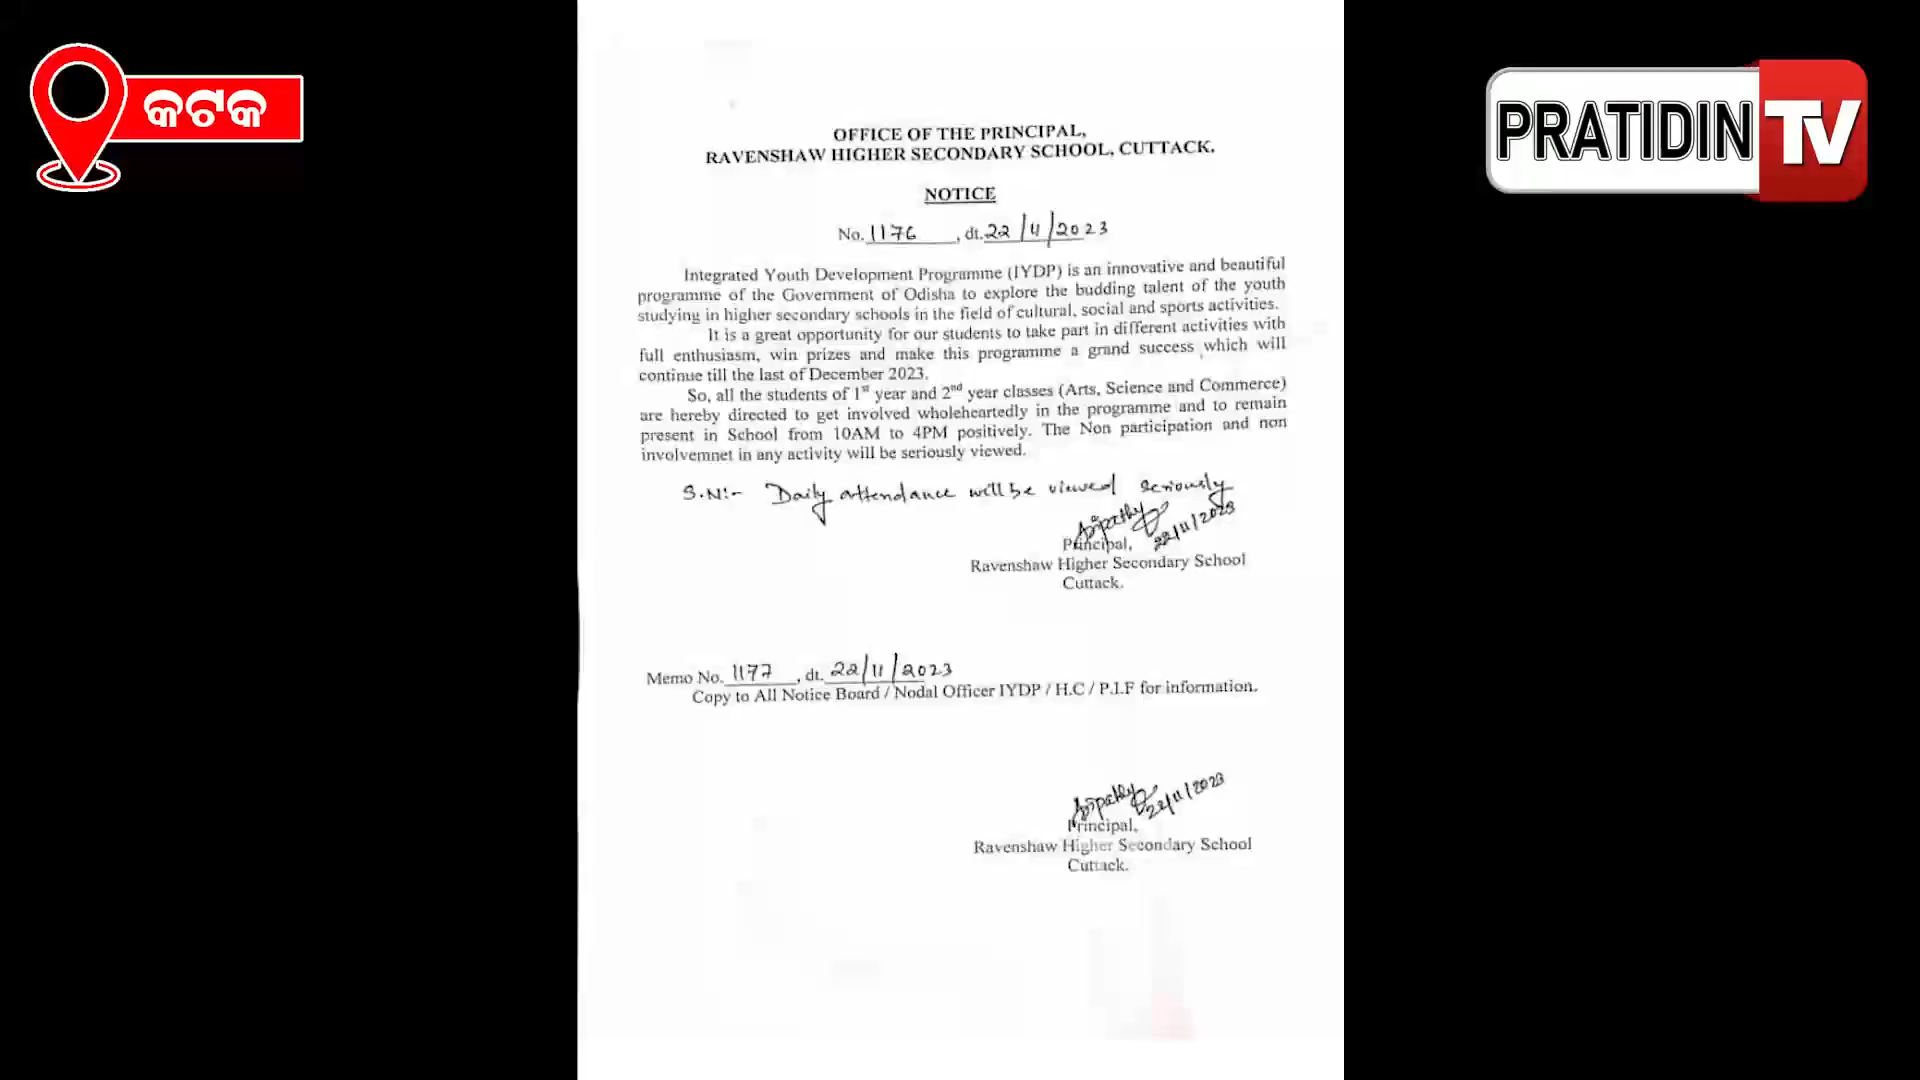 କଟକ
PRATIDIN TV
OFFICE OF THE PRINCIPAL,
RAVENSHAW HIGHER SECONDARY SCHOOL, CUTTACK.
NOTICE
No. 1176 , dt. 22/11/2023
Integrated Youth Development Programme (IYDP) is an innovative and beautiful
programme of the Government of Odisha to explore the budding talent of the youth
studying in higher secondary schools in the field of cultural, social and sports activities.
It is a great opportunity for our students to take part in different activities with
full enthusiasm, win prizes and make this programme a grand success which will
continue till the last of December 2023.
So, all the students of 1st year and 2nd year classes (Arts, Science and Commerce)
are hereby directed to get involved wholeheartedly in the programme and to remain
present in School from 10AM to 4PM positively. The Non participation and non
involvemnet in any activity will be seriously viewed.
S.N:- Daily attendance will be viewed seriously
22/11/2023
Principal,
Ravenshaw Higher Secondary School
Cuttack.
Memo No. 1177 , dt. 22/11/2023
Copy to All Notice Board / Nodal Officer IYDP / H.C / P.I.F for information.
22/11/2023
Principal,
Ravenshaw Higher Secondary School
Cuttack.